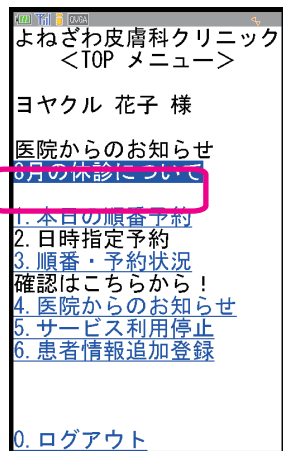 QVGA
よねざわ皮膚科クリニック
<TOP メニュー>
ヨヤクル 花子 様
医院からのお知らせ
8月の休診について
1. 本日の順番予約
2. 日時指定予約
3. 順番・予約状況
確認はこちらから！
4. 医院からのお知らせ
5. サービス利用停止
6. 患者情報追加登録
0. ログアウト